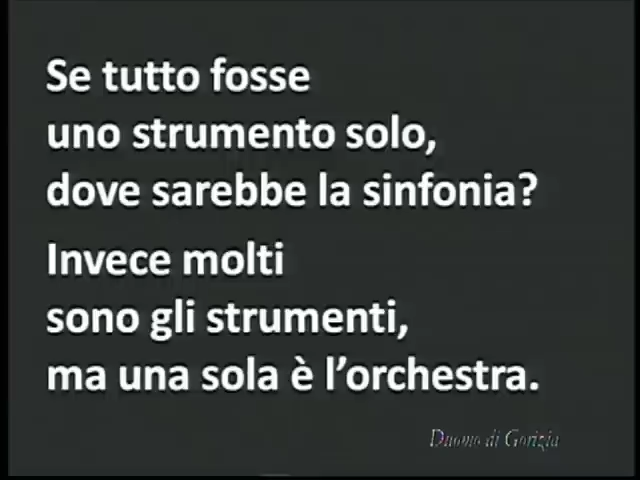 Se tutto fosse
uno strumento solo,
dove sarebbe la sinfonia?
Invece molti
sono gli strumenti,
ma una sola è l’orchestra.
Duomo di Gorizia